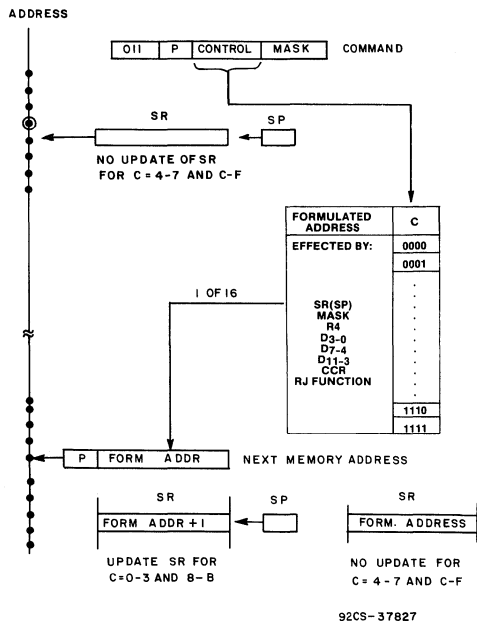 ADDRESS
011 P CONTROL MASK COMMAND
SR SP
NO UPDATE OF SR
FOR C = 4-7 AND C-F
FORMULATED
ADDRESS
C
EFFECTED BY:
0000
0001
1 OF 16
SR(SP)
MASK
R4
D3-0
D7-4
D11-3
CCR
RJ FUNCTION
1110
1111
P FORM ADDR NEXT MEMORY ADDRESS
SR SP SR
FORM ADDR + 1 FORM. ADDRESS
UPDATE SR FOR
C=0-3 AND 8-B
NO UPDATE FOR
C = 4-7 AND C-F
92CS-37827